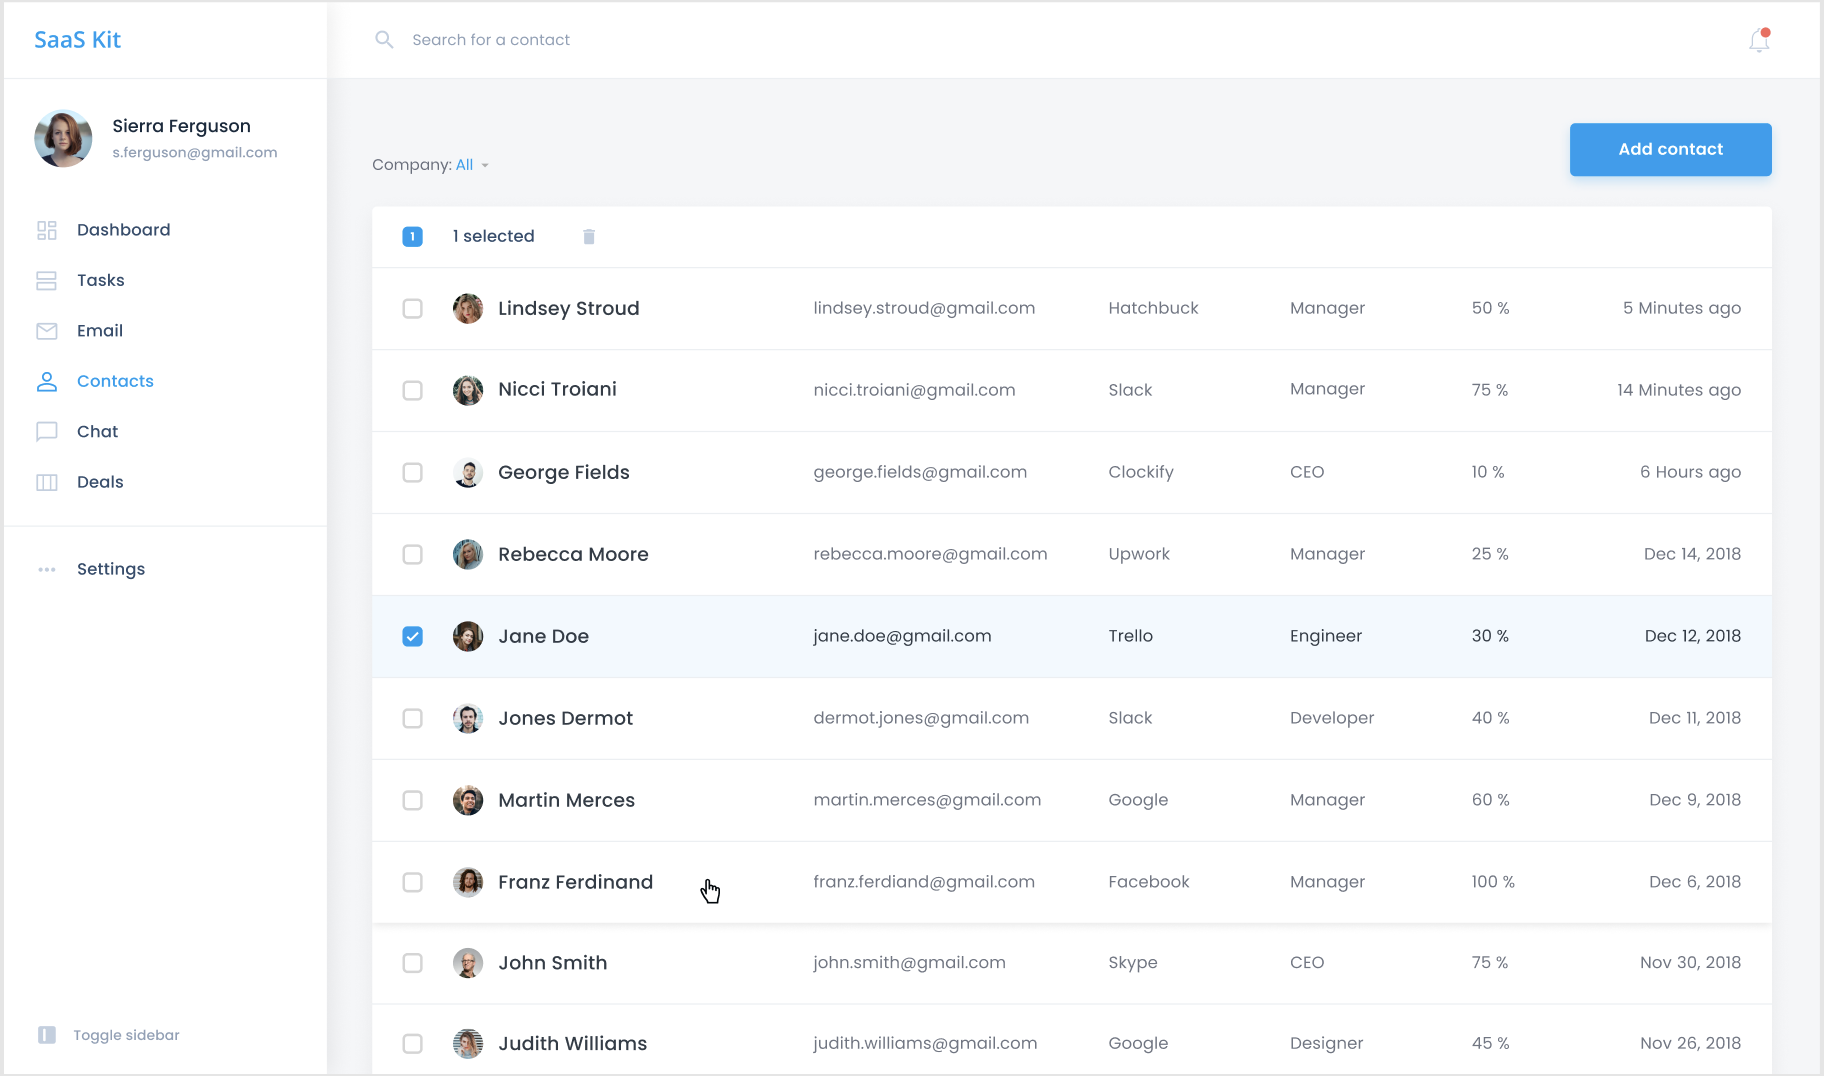 SaaS Kit
Search for a contact
Sierra Ferguson
s.ferguson@gmail.com
Dashboard
Tasks
Email
Contacts
Chat
Deals
Settings
Toggle sidebar
Company: All
Add contact
1 1 selected
Lindsey Stroud lindsey.stroud@gmail.com Hatchbuck Manager 50 % 5 Minutes ago
Nicci Troiani nicci.troiani@gmail.com Slack Manager 75 % 14 Minutes ago
George Fields george.fields@gmail.com Clockify CEO 10 % 6 Hours ago
Rebecca Moore rebecca.moore@gmail.com Upwork Manager 25 % Dec 14, 2018
Jane Doe jane.doe@gmail.com Trello Engineer 30 % Dec 12, 2018
Jones Dermot dermot.jones@gmail.com Slack Developer 40 % Dec 11, 2018
Martin Merces martin.merces@gmail.com Google Manager 60 % Dec 9, 2018
Franz Ferdinand franz.ferdiand@gmail.com Facebook Manager 100 % Dec 6, 2018
John Smith john.smith@gmail.com Skype CEO 75 % Nov 30, 2018
Judith Williams judith.williams@gmail.com Google Designer 45 % Nov 26, 2018